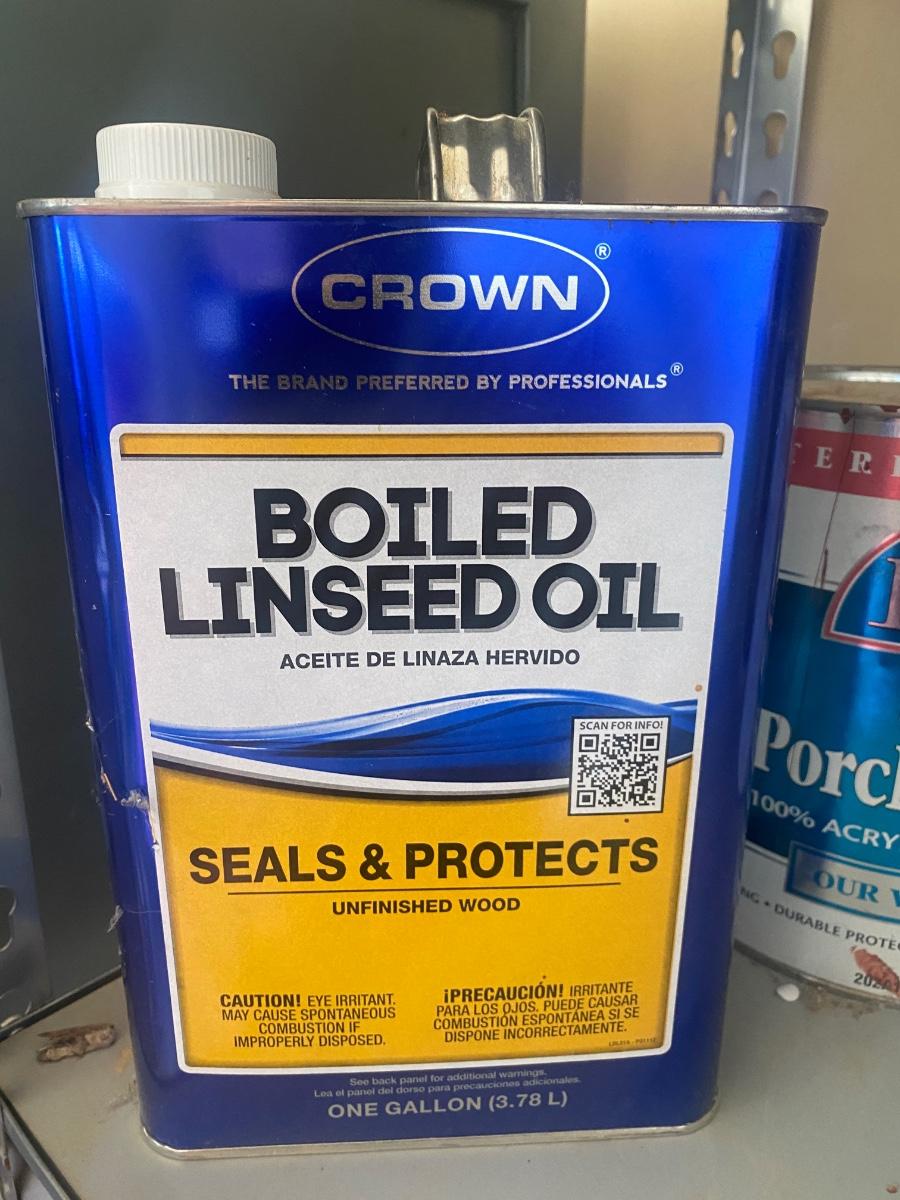 CROWN®
THE BRAND PREFERRED BY PROFESSIONALS®
BOILED
LINSEED OIL
ACEITE DE LINAZA HERVIDO
SCAN FOR INFO!
SEALS & PROTECTS
UNFINISHED WOOD
CAUTION! EYE IRRITANT.
MAY CAUSE SPONTANEOUS
COMBUSTION IF
IMPROPERLY DISPOSED.
¡PRECAUCIÓN! IRRITANTE
PARA LOS OJOS. PUEDE CAUSAR
COMBUSTIÓN ESPONTÁNEA SI SE
DISPONE INCORRECTAMENTE.
See back panel for additional warnings.
Lea el panel del dorso para precauciones adicionales.
ONE GALLON (3.78 L)
TER
Porc
100% ACRY
OUR
NG • DURABLE PROTE